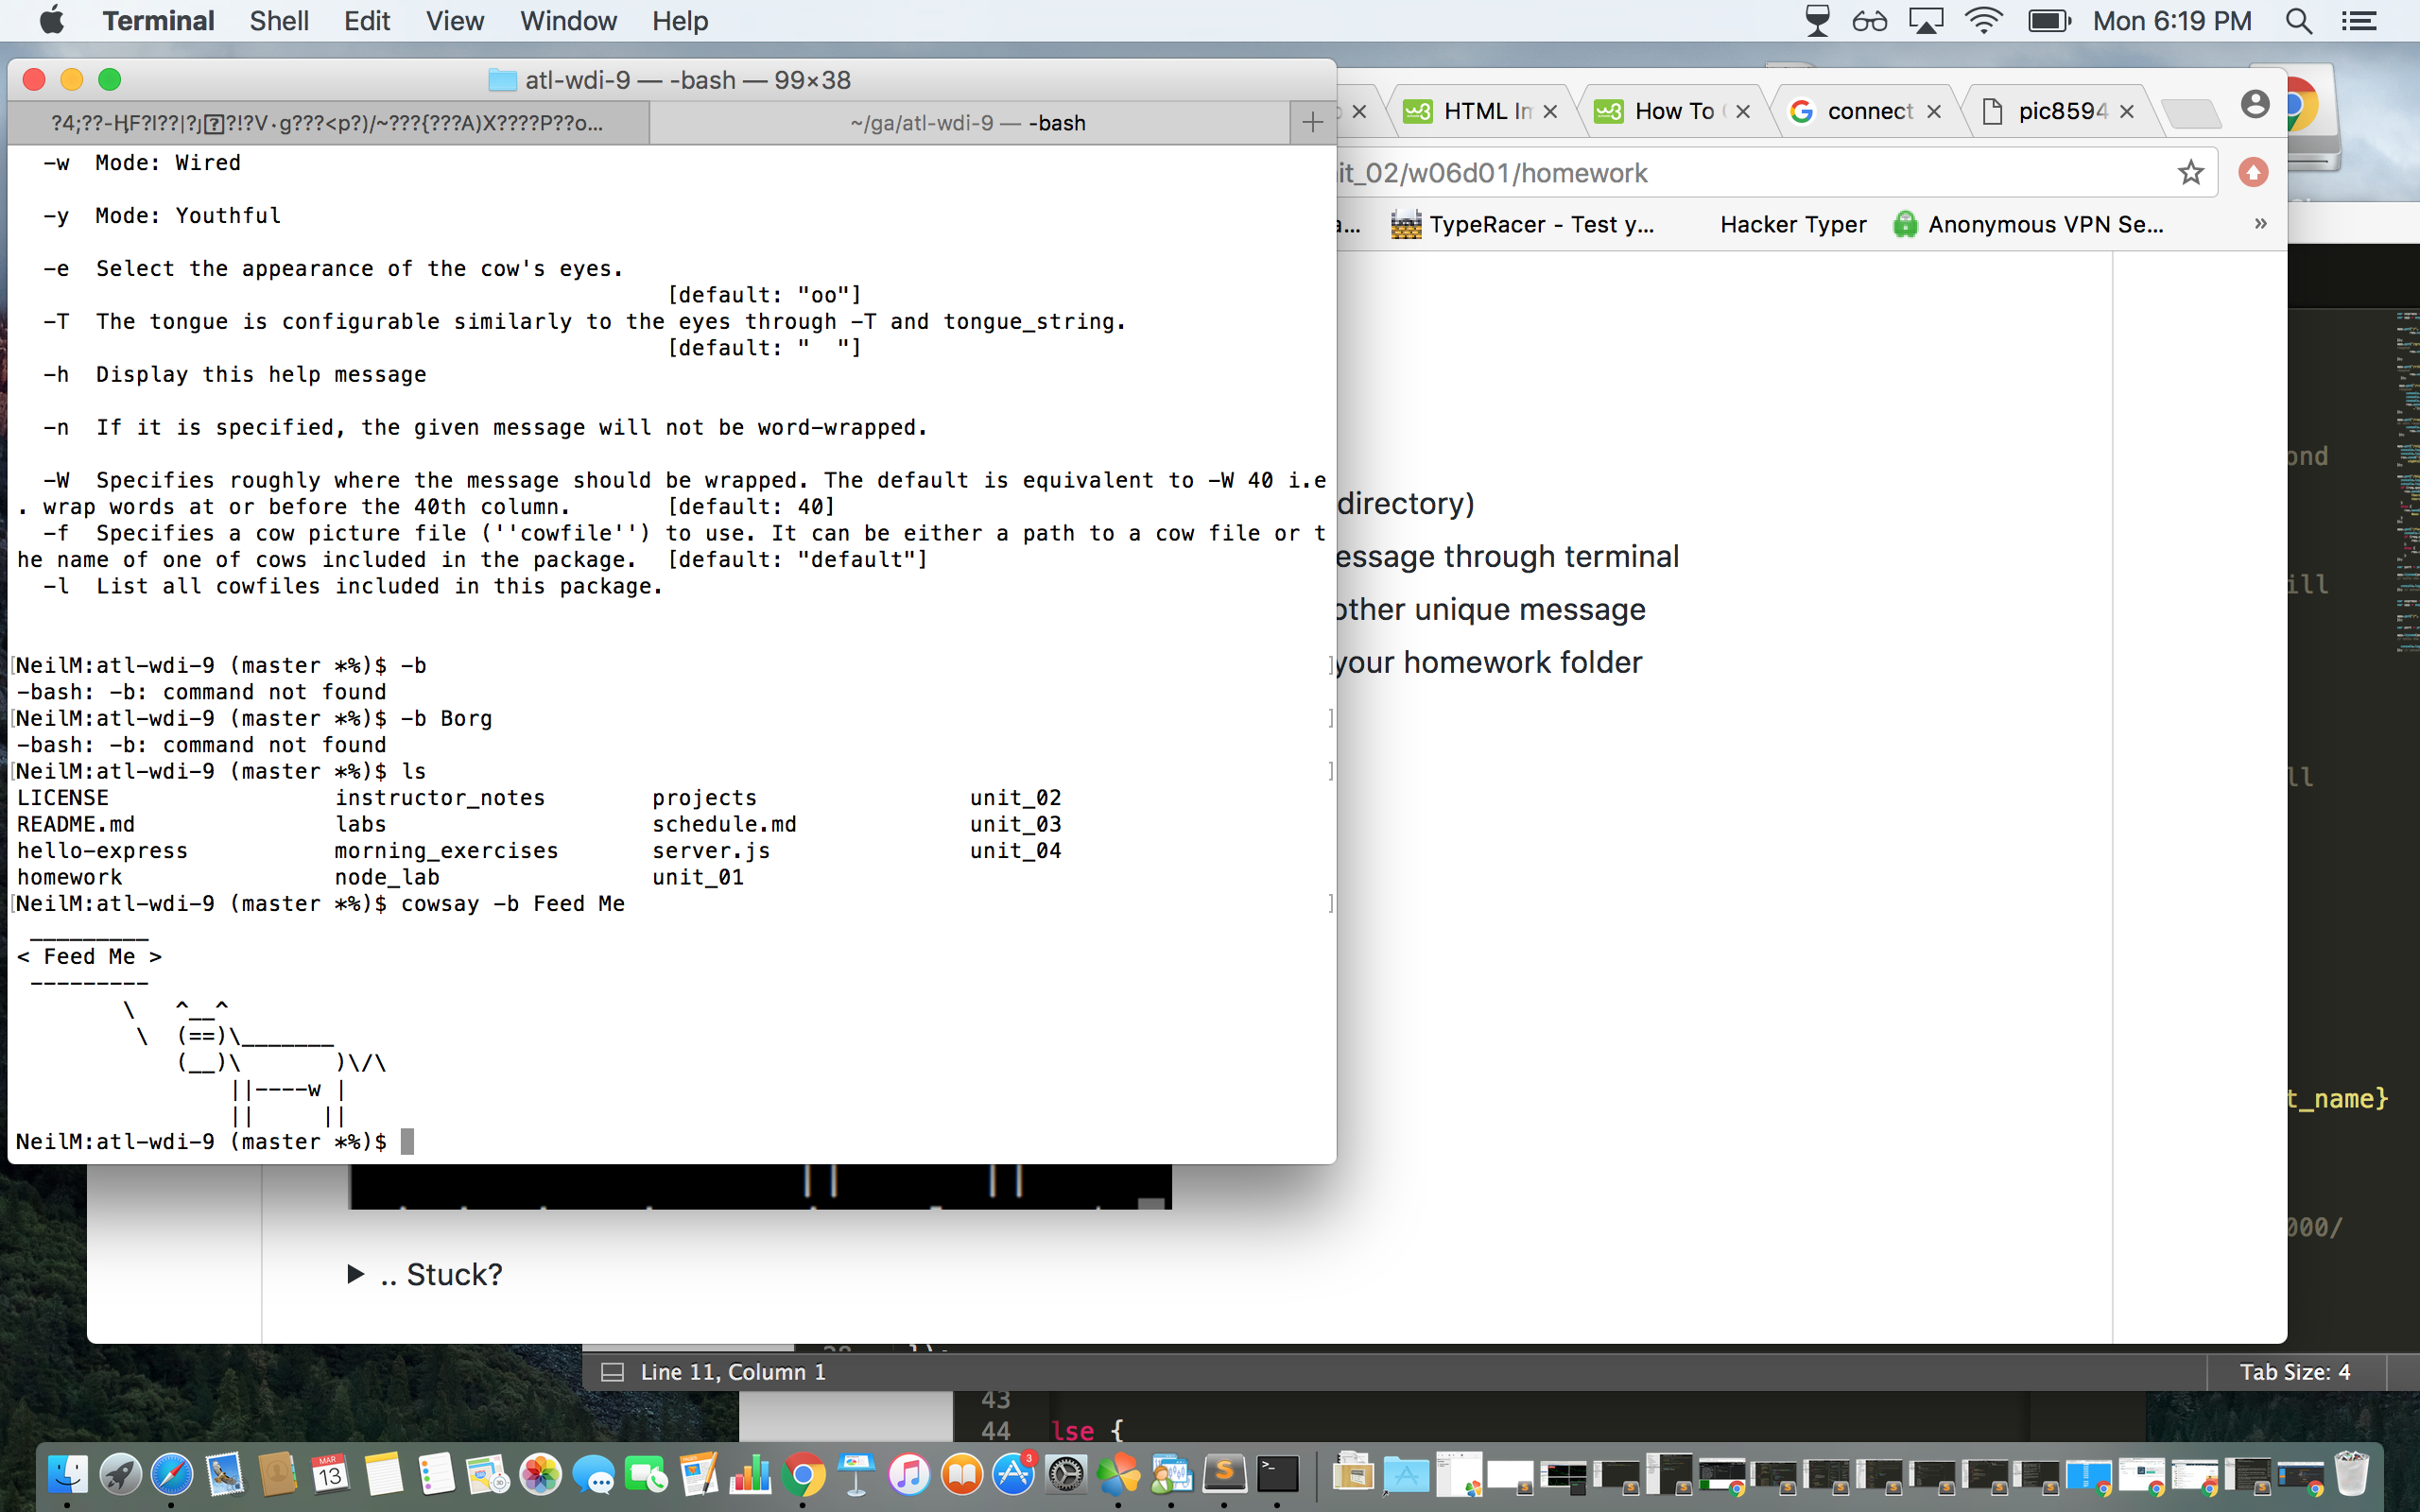 Terminal Shell Edit View Window Help Mon 6:19 PM
atl-wdi-9 — -bash — 99×38
~/ga/atl-wdi-9 — -bash
HTML In
How To
connect
pic8594
it_02/w06d01/homework
TypeRacer - Test y...
Hacker Typer
Anonymous VPN Se...
»
-w  Mode: Wired
-y  Mode: Youthful
-e  Select the appearance of the cow's eyes.
[default: "oo"]
-T  The tongue is configurable similarly to the eyes through -T and tongue_string.
[default: "  "]
-h  Display this help message
-n  If it is specified, the given message will not be word-wrapped.
-W  Specifies roughly where the message should be wrapped. The default is equivalent to -W 40 i.e
. wrap words at or before the 40th column.       [default: 40]
-f  Specifies a cow picture file (''cowfile'') to use. It can be either a path to a cow file or t
he name of one of cows included in the package.  [default: "default"]
-l  List all cowfiles included in this package.
[NeilM:atl-wdi-9 (master *%)$ -b ]
-bash: -b: command not found
[NeilM:atl-wdi-9 (master *%)$ -b Borg ]
-bash: -b: command not found
[NeilM:atl-wdi-9 (master *%)$ ls ]
LICENSE instructor_notes projects unit_02
README.md labs schedule.md unit_03
hello-express morning_exercises server.js unit_04
homework node_lab unit_01
[NeilM:atl-wdi-9 (master *%)$ cowsay -b Feed Me ]
 _________
< Feed Me >
 ---------
        \   ^__^
         \  (==)\_______
            (__)\       )\/\
                ||----w |
                ||     ||
NeilM:atl-wdi-9 (master *%)$
directory)
essage through terminal
other unique message
your homework folder
ond
ill
ll
t_name}
000/
.. Stuck?
Line 11, Column 1
Tab Size: 4
43
44 lse {
MAR
13
3